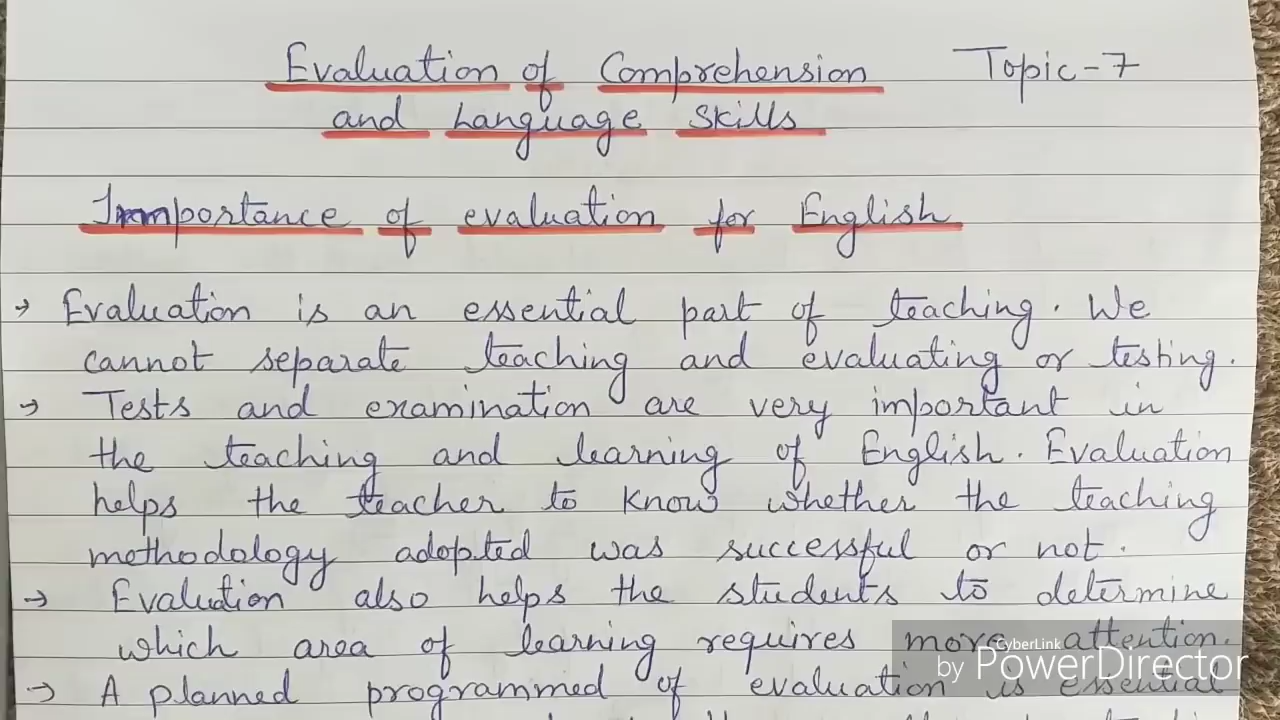 Evaluation of Comprehension Topic-7
and Language Skills
Importance of evaluation for English
→ Evaluation is an essential part of teaching. We
cannot separate teaching and evaluating or testing.
→ Tests and examination are very important in
the teaching and learning of English. Evaluation
helps the teacher to know whether the teaching
methodology adopted was successful or not.
→ Evaluation also helps the students to determine
which area of learning requires more attention.
→ A planned programmed of evaluation is essential
CyberLink
by PowerDirector